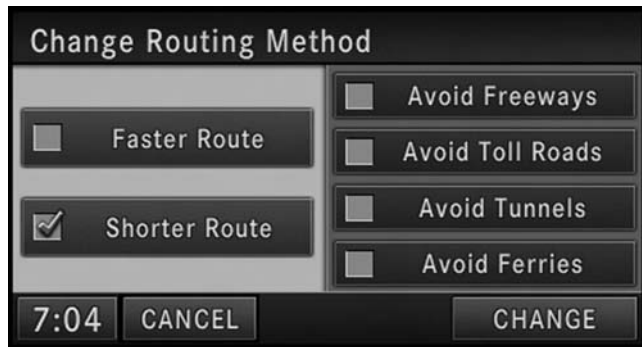 Change Routing Method
Faster Route
Shorter Route
Avoid Freeways
Avoid Toll Roads
Avoid Tunnels
Avoid Ferries
7:04 CANCEL CHANGE